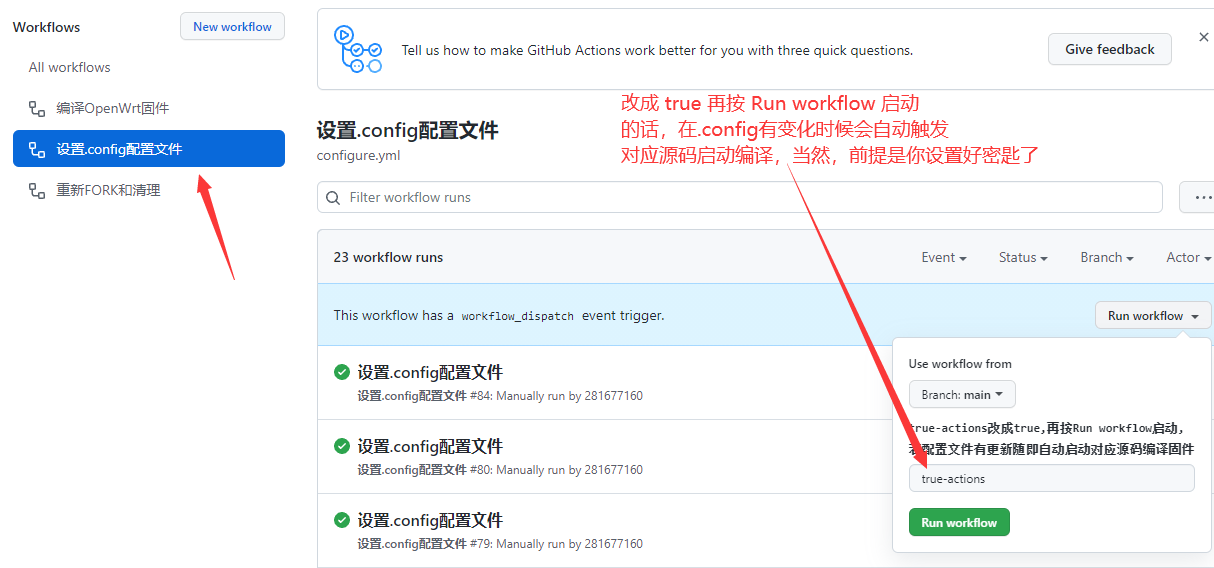 Workflows
New workflow
All workflows
编译OpenWrt固件
设置.config配置文件
重新FORK和清理
Tell us how to make GitHub Actions work better for you with three quick questions.
Give feedback
改成 true 再按 Run workflow 启动
的话，在.config有变化时候会自动触发
对应源码启动编译，当然，前提是你设置好密匙了
设置.config配置文件
configure.yml
Filter workflow runs
23 workflow runs
Event
Status
Branch
Actor
This workflow has a workflow_dispatch event trigger.
Run workflow
设置.config配置文件
设置.config配置文件 #84: Manually run by 281677160
设置.config配置文件
设置.config配置文件 #80: Manually run by 281677160
设置.config配置文件
设置.config配置文件 #79: Manually run by 281677160
Use workflow from
Branch: main
true-actions改成true,再按Run workflow启动，
配置文件有更新随即自动启动对应源码编译固件
true-actions
Run workflow